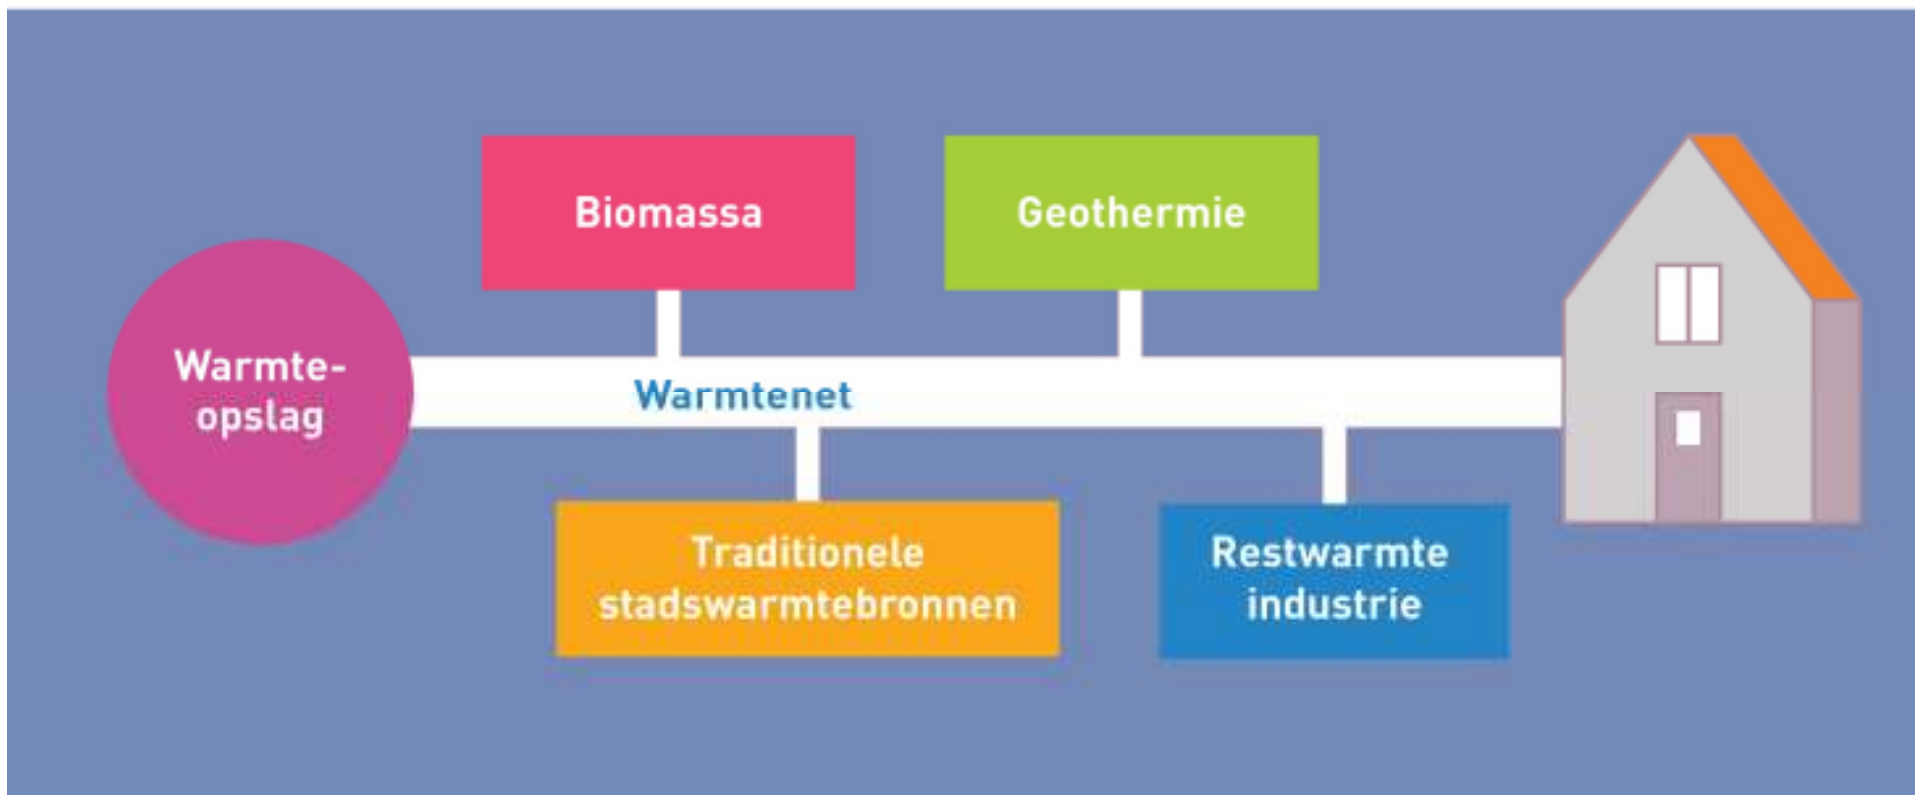 Biomassa
Geothermie
Warmte-
opslag
Warmtenet
Traditionele
stadswarmtebronnen
Restwarmte
industrie